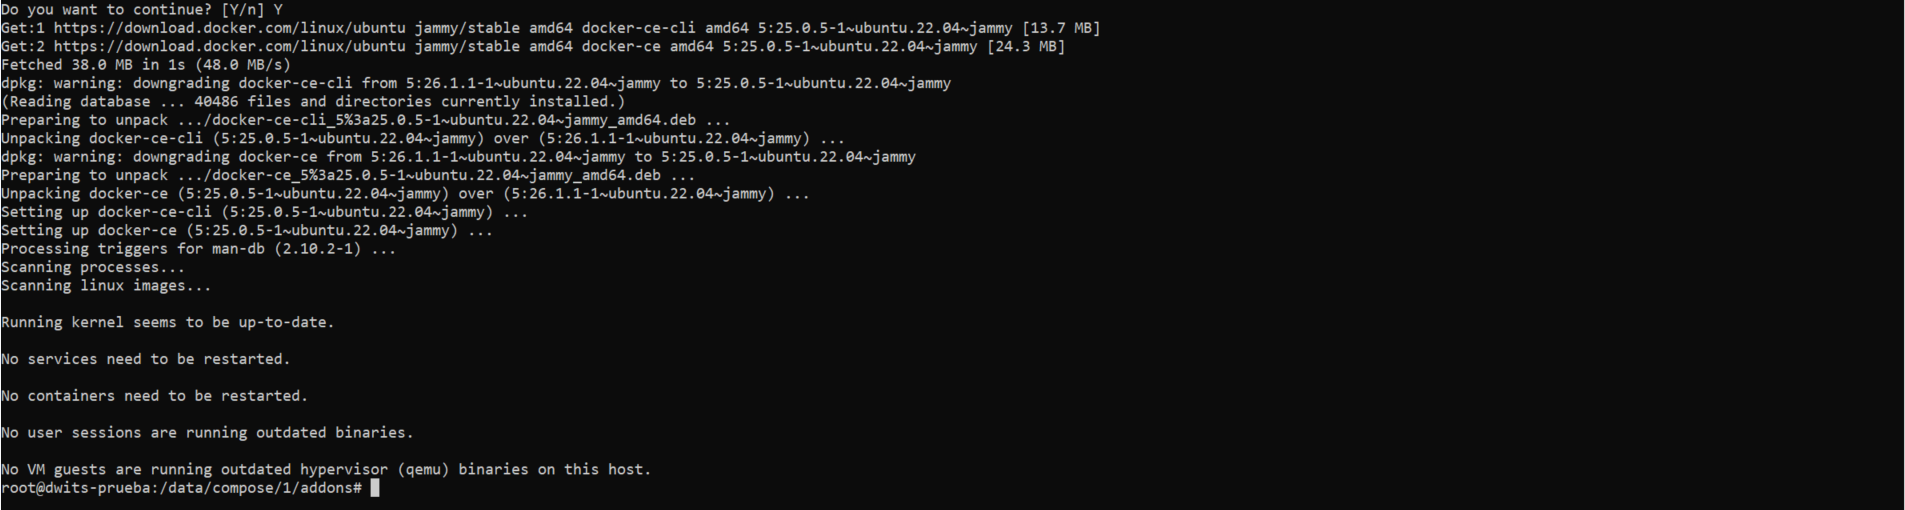 Do you want to continue? [Y/n] Y
Get:1 https://download.docker.com/linux/ubuntu jammy/stable amd64 docker-ce-cli amd64 5:25.0.5-1~ubuntu.22.04~jammy [13.7 MB]
Get:2 https://download.docker.com/linux/ubuntu jammy/stable amd64 docker-ce amd64 5:25.0.5-1~ubuntu.22.04~jammy [24.3 MB]
Fetched 38.0 MB in 1s (48.0 MB/s)
dpkg: warning: downgrading docker-ce-cli from 5:26.1.1-1~ubuntu.22.04~jammy to 5:25.0.5-1~ubuntu.22.04~jammy
(Reading database ... 40486 files and directories currently installed.)
Preparing to unpack .../docker-ce-cli_5%3a25.0.5-1~ubuntu.22.04~jammy_amd64.deb ...
Unpacking docker-ce-cli (5:25.0.5-1~ubuntu.22.04~jammy) over (5:26.1.1-1~ubuntu.22.04~jammy) ...
dpkg: warning: downgrading docker-ce from 5:26.1.1-1~ubuntu.22.04~jammy to 5:25.0.5-1~ubuntu.22.04~jammy
Preparing to unpack .../docker-ce_5%3a25.0.5-1~ubuntu.22.04~jammy_amd64.deb ...
Unpacking docker-ce (5:25.0.5-1~ubuntu.22.04~jammy) over (5:26.1.1-1~ubuntu.22.04~jammy) ...
Setting up docker-ce-cli (5:25.0.5-1~ubuntu.22.04~jammy) ...
Setting up docker-ce (5:25.0.5-1~ubuntu.22.04~jammy) ...
Processing triggers for man-db (2.10.2-1) ...
Scanning processes...
Scanning linux images...
Running kernel seems to be up-to-date.
No services need to be restarted.
No containers need to be restarted.
No user sessions are running outdated binaries.
No VM guests are running outdated hypervisor (qemu) binaries on this host.
root@dwits-prueba:/data/compose/1/addons#